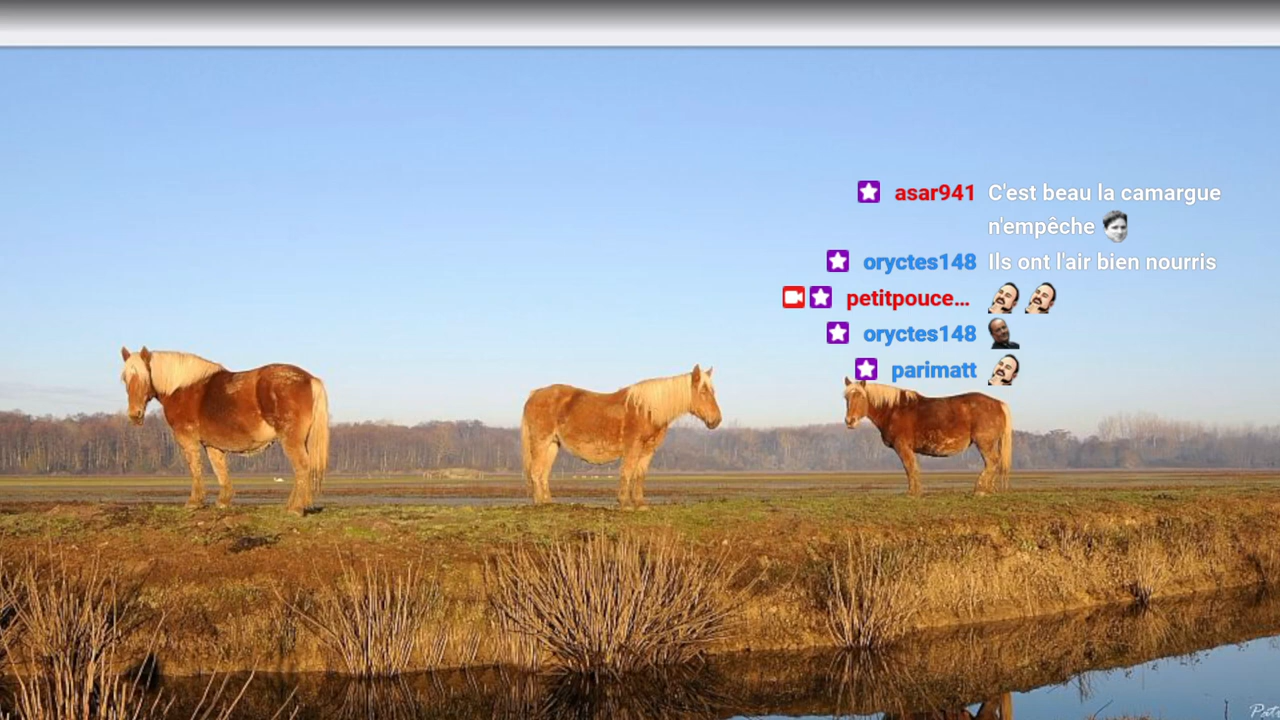 asar941 C'est beau la camargue
n'empêche
oryctes148 Ils ont l'air bien nourris
petitpouce…
oryctes148
parimatt